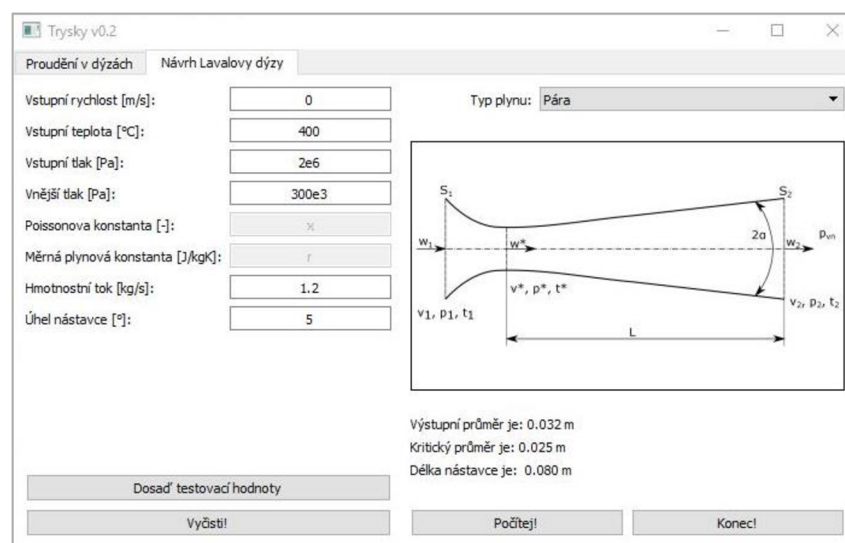 Trysky v0.2
Proudění v dýzách
Návrh Lavalovy dýzy
Vstupní rychlost [m/s]: 0
Vstupní teplota [°C]: 400
Vstupní tlak [Pa]: 2e6
Vnější tlak [Pa]: 300e3
Poissonova konstanta [-]: ϰ
Měrná plynová konstanta [J/kgK]: r
Hmotnostní tok [kg/s]: 1.2
Úhel nástavce [°]: 5
Dosaď testovací hodnoty
Vyčisti!
Typ plynu: Pára
S₁ S₂
w₁ w* 2α w₂ pᵥₙ
v₁, p₁, t₁ v*, p*, t* v₂, p₂, t₂
L
Výstupní průměr je: 0.032 m
Kritický průměr je: 0.025 m
Délka nástavce je: 0.080 m
Počítej! Konec!